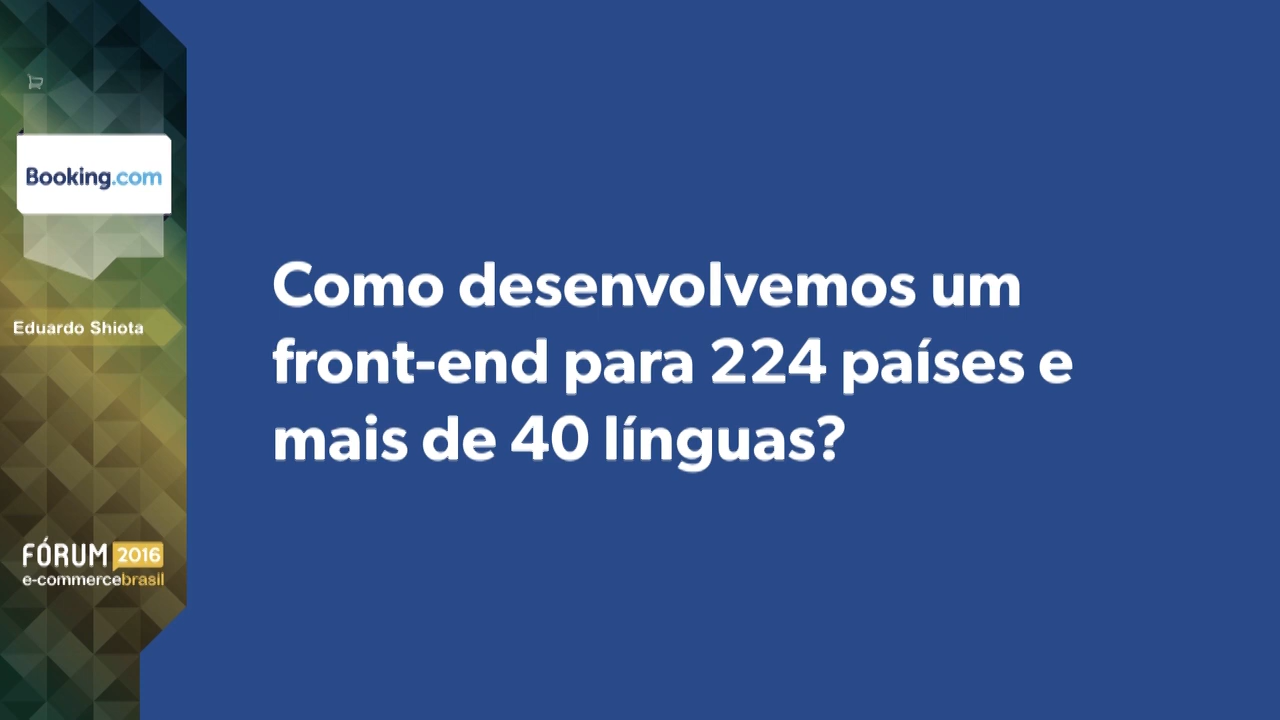 Booking.com
Eduardo Shiota
FÓRUM 2016
e-commercebrasil
Como desenvolvemos um
front-end para 224 países e
mais de 40 línguas?